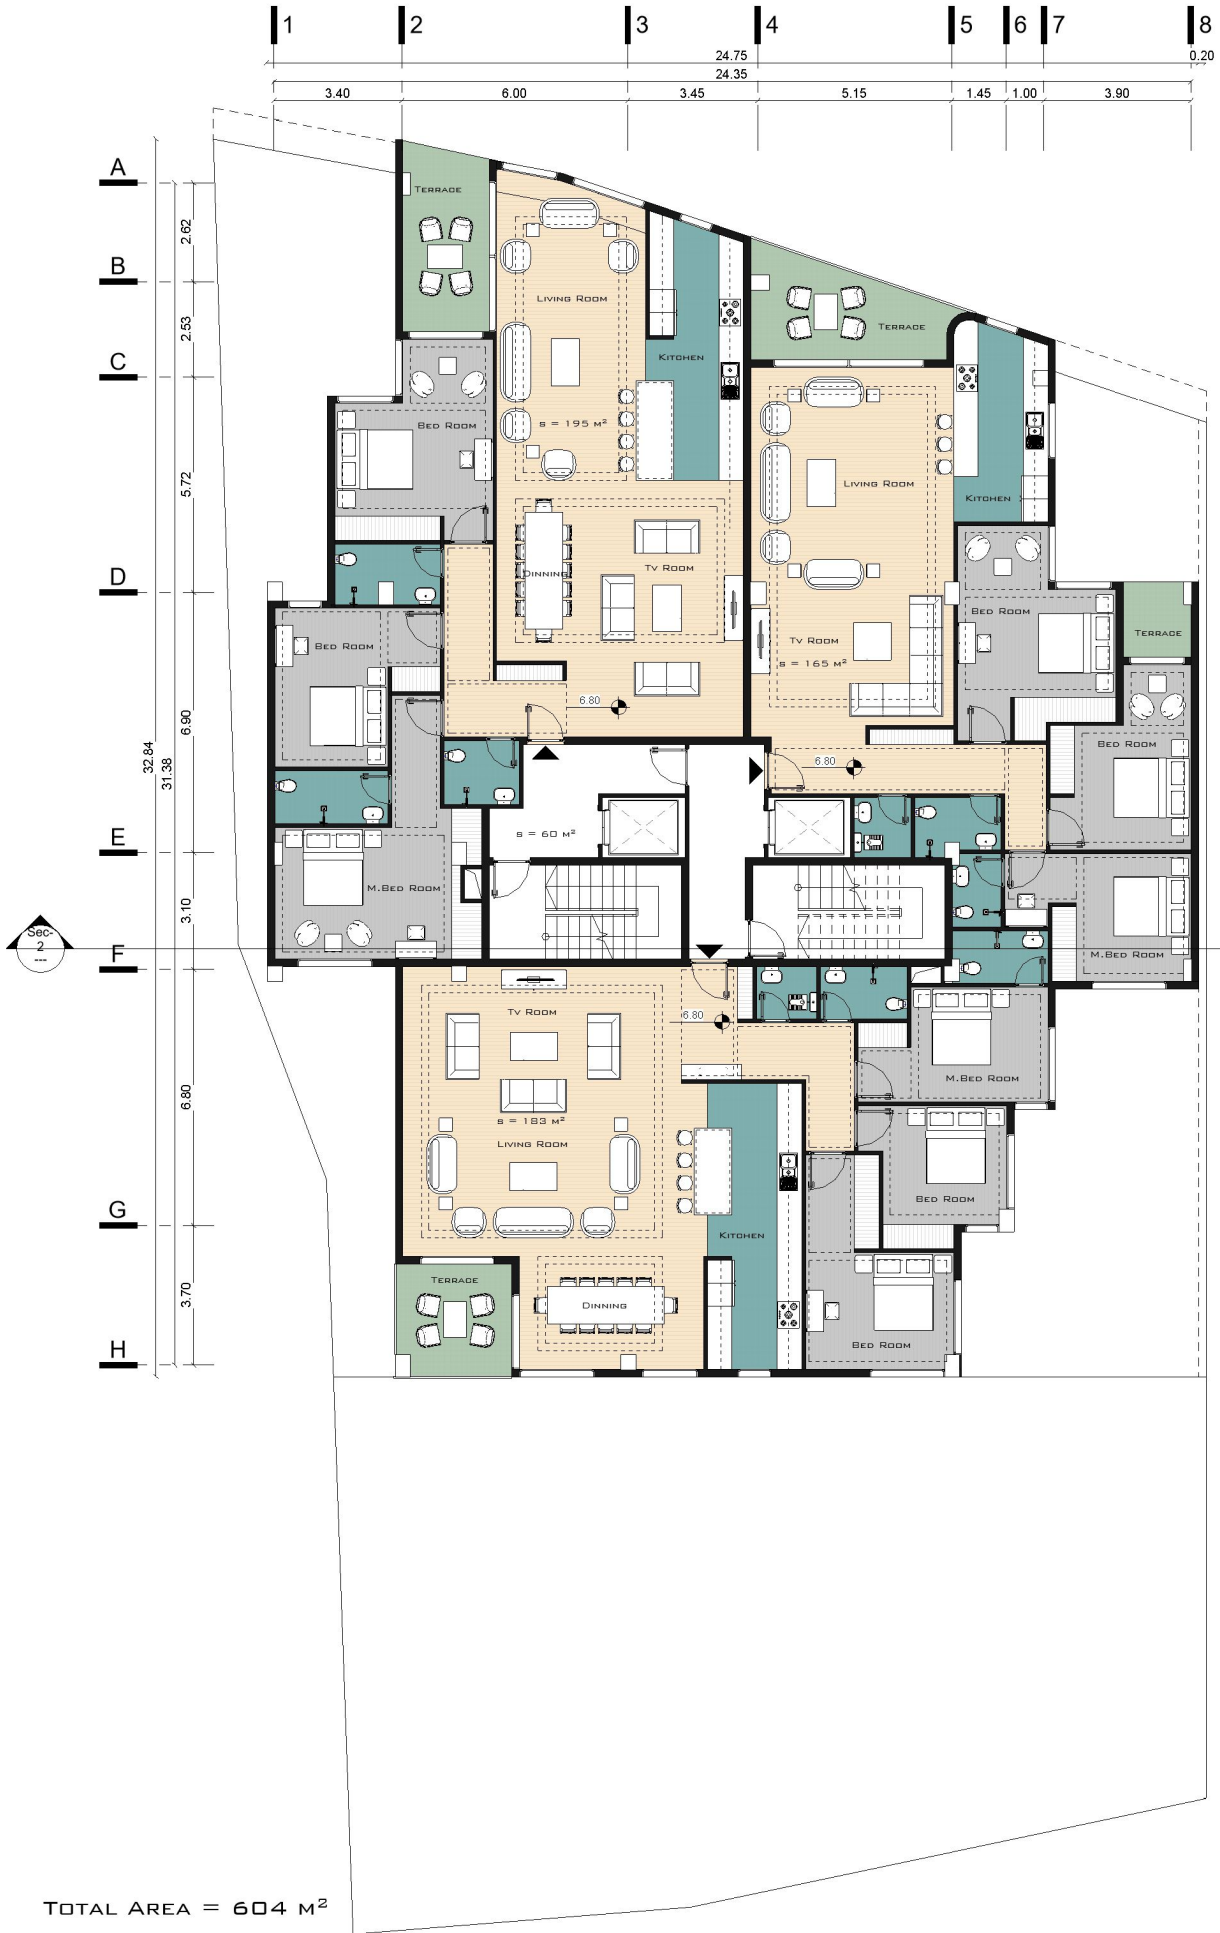 1 2 3 4 5 6 7 8
24.75 0.20
24.35
3.40 6.00 3.45 5.15 1.45 1.00 3.90
A
B
C
D
E
F
G
H
2.62
2.53
5.72
6.90
3.10
6.80
3.70
32.84
31.38
Terrace
Living Room
Kitchen
Terrace
s = 195 m²
Bed Room
Living Room
Kitchen
Dinning
Tv Room
Bed Room
Terrace
Tv Room
s = 165 m²
Bed Room
6.80
Bed Room
6.80
s = 60 m²
M.Bed Room
Sec-
2
---
M.Bed Room
Tv Room
6.80
M.Bed Room
s = 183 m²
Living Room
Bed Room
Kitchen
Terrace
Dinning
Bed Room
Total Area = 604 m²